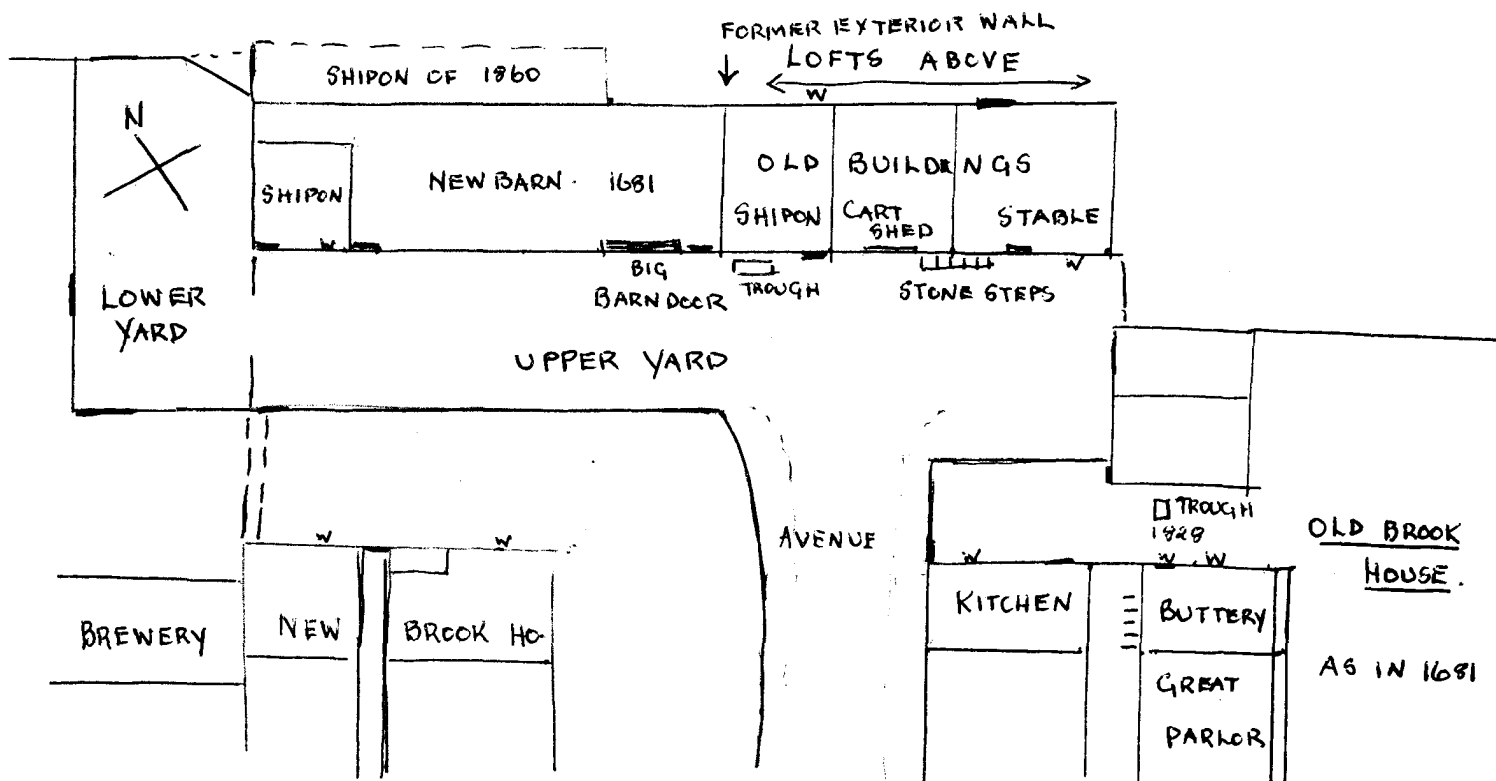 FORMER EXTERIOR WALL
LOFTS ABOVE
W
SHIPON OF 1860
N
OLD BUILDINGS
NEW BARN. 1681
SHIPON
SHIPON
CART
SHED
STABLE
W
W
BIG
BARN DOOR
TROUGH
STONE STEPS
LOWER
YARD
UPPER YARD
TROUGH
1828
OLD BROOK
HOUSE.
AVENUE
W
W
W
W
W
KITCHEN
BUTTERY
BREWERY
NEW
BROOK HO.
AS IN 1681
GREAT
PARLOR